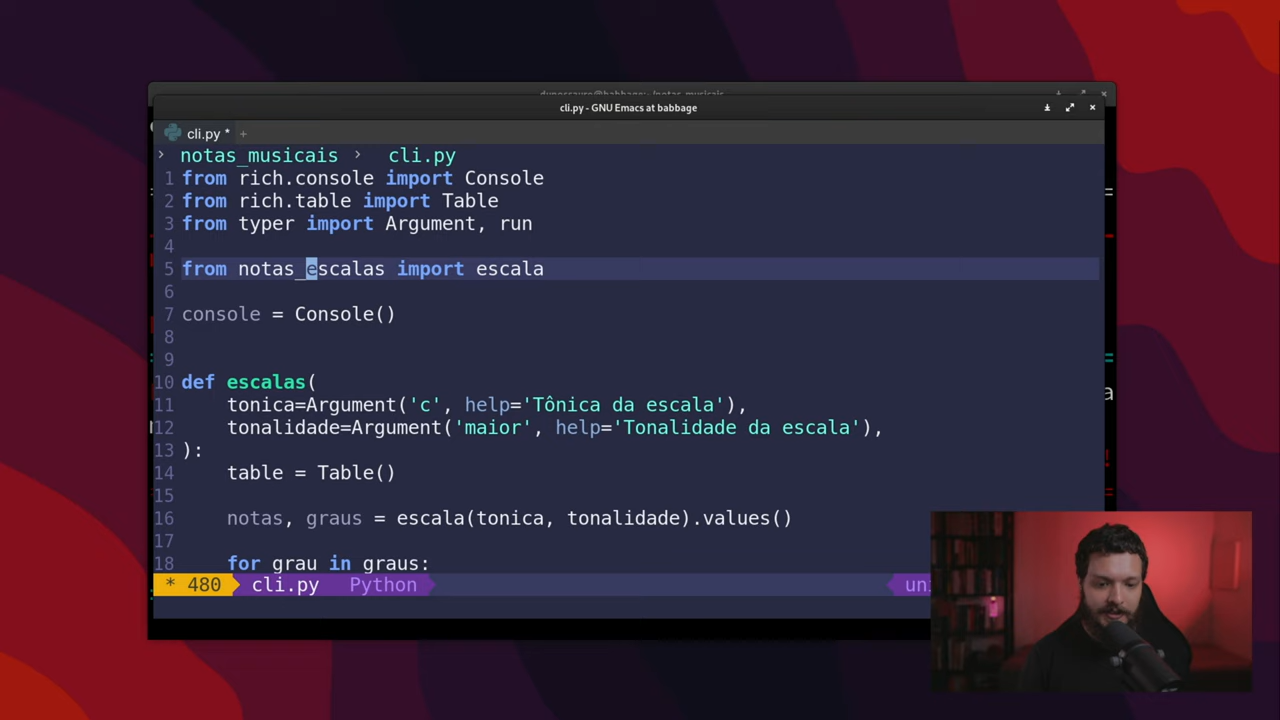 cli.py - GNU Emacs at babbage
cli.py * +
> notas_musicais > cli.py
1 from rich.console import Console
2 from rich.table import Table
3 from typer import Argument, run
4
5 from notas_escalas import escala
6
7 console = Console()
8
9
10 def escalas(
11     tonica=Argument('c', help='Tônica da escala'),
12     tonalidade=Argument('maior', help='Tonalidade da escala'),
13 ):
14     table = Table()
15
16     notas, graus = escala(tonica, tonalidade).values()
17
18     for grau in graus:
* 480 cli.py Python